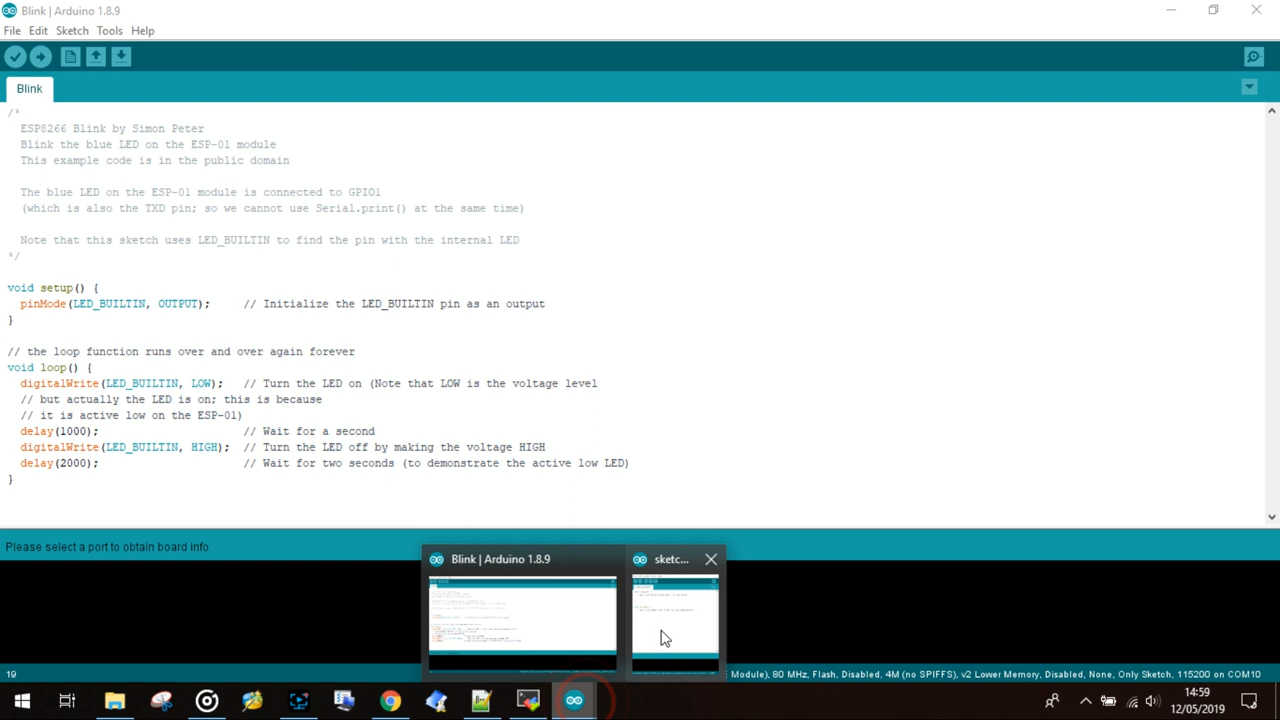 Blink | Arduino 1.8.9
File Edit Sketch Tools Help
Blink
/*
ESP8266 Blink by Simon Peter
Blink the blue LED on the ESP-01 module
This example code is in the public domain
The blue LED on the ESP-01 module is connected to GPIO1
(which is also the TXD pin; so we cannot use Serial.print() at the same time)
Note that this sketch uses LED_BUILTIN to find the pin with the internal LED
*/
void setup() {
pinMode(LED_BUILTIN, OUTPUT); // Initialize the LED_BUILTIN pin as an output
}
// the loop function runs over and over again forever
void loop() {
digitalWrite(LED_BUILTIN, LOW); // Turn the LED on (Note that LOW is the voltage level
// but actually the LED is on; this is because
// it is active low on the ESP-01)
delay(1000); // Wait for a second
digitalWrite(LED_BUILTIN, HIGH); // Turn the LED off by making the voltage HIGH
delay(2000); // Wait for two seconds (to demonstrate the active low LED)
}
Please select a port to obtain board info
Blink | Arduino 1.8.9 sketc...
19 Module), 80 MHz, Flash, Disabled, 4M (no SPIFFS), v2 Lower Memory, Disabled, None, Only Sketch, 115200 on COM10
14:59
12/05/2019